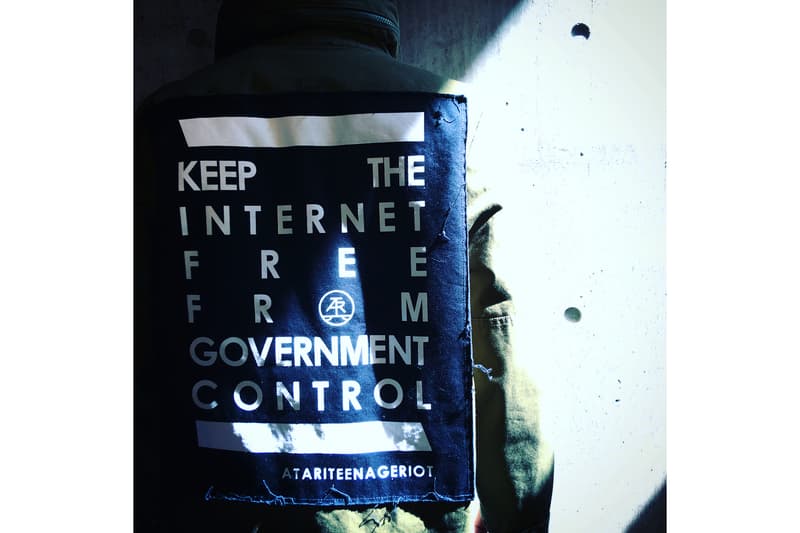 KEEP THE
INTERNET
FREE
FROM
GOVERNMENT
CONTROL
ATARITEENAGERIOT